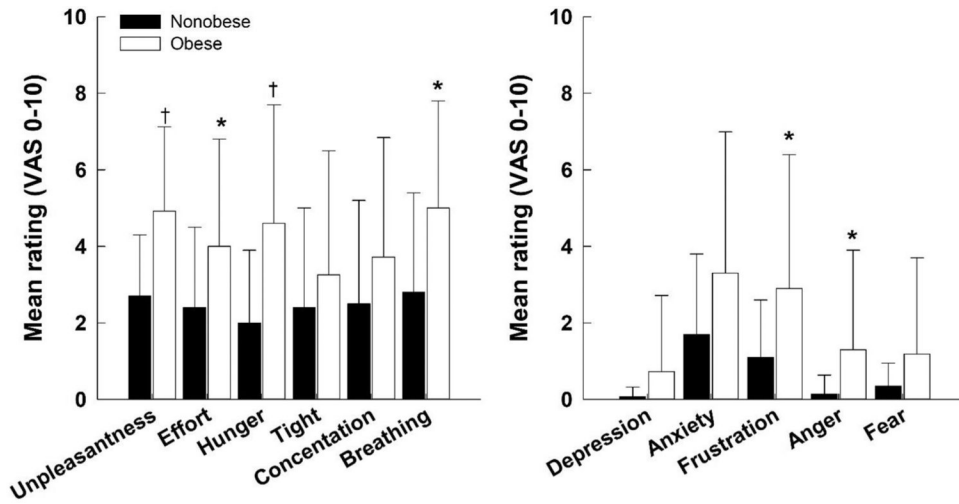 10
8
6
4
2
0
Mean rating (VAS 0-10)
Nonobese
Obese
†
*
†
*
Unpleasantness
Effort
Hunger
Tight
Concentation
Breathing
10
8
6
4
2
0
Mean rating (VAS 0-10)
*
*
Depression
Anxiety
Frustration
Anger
Fear